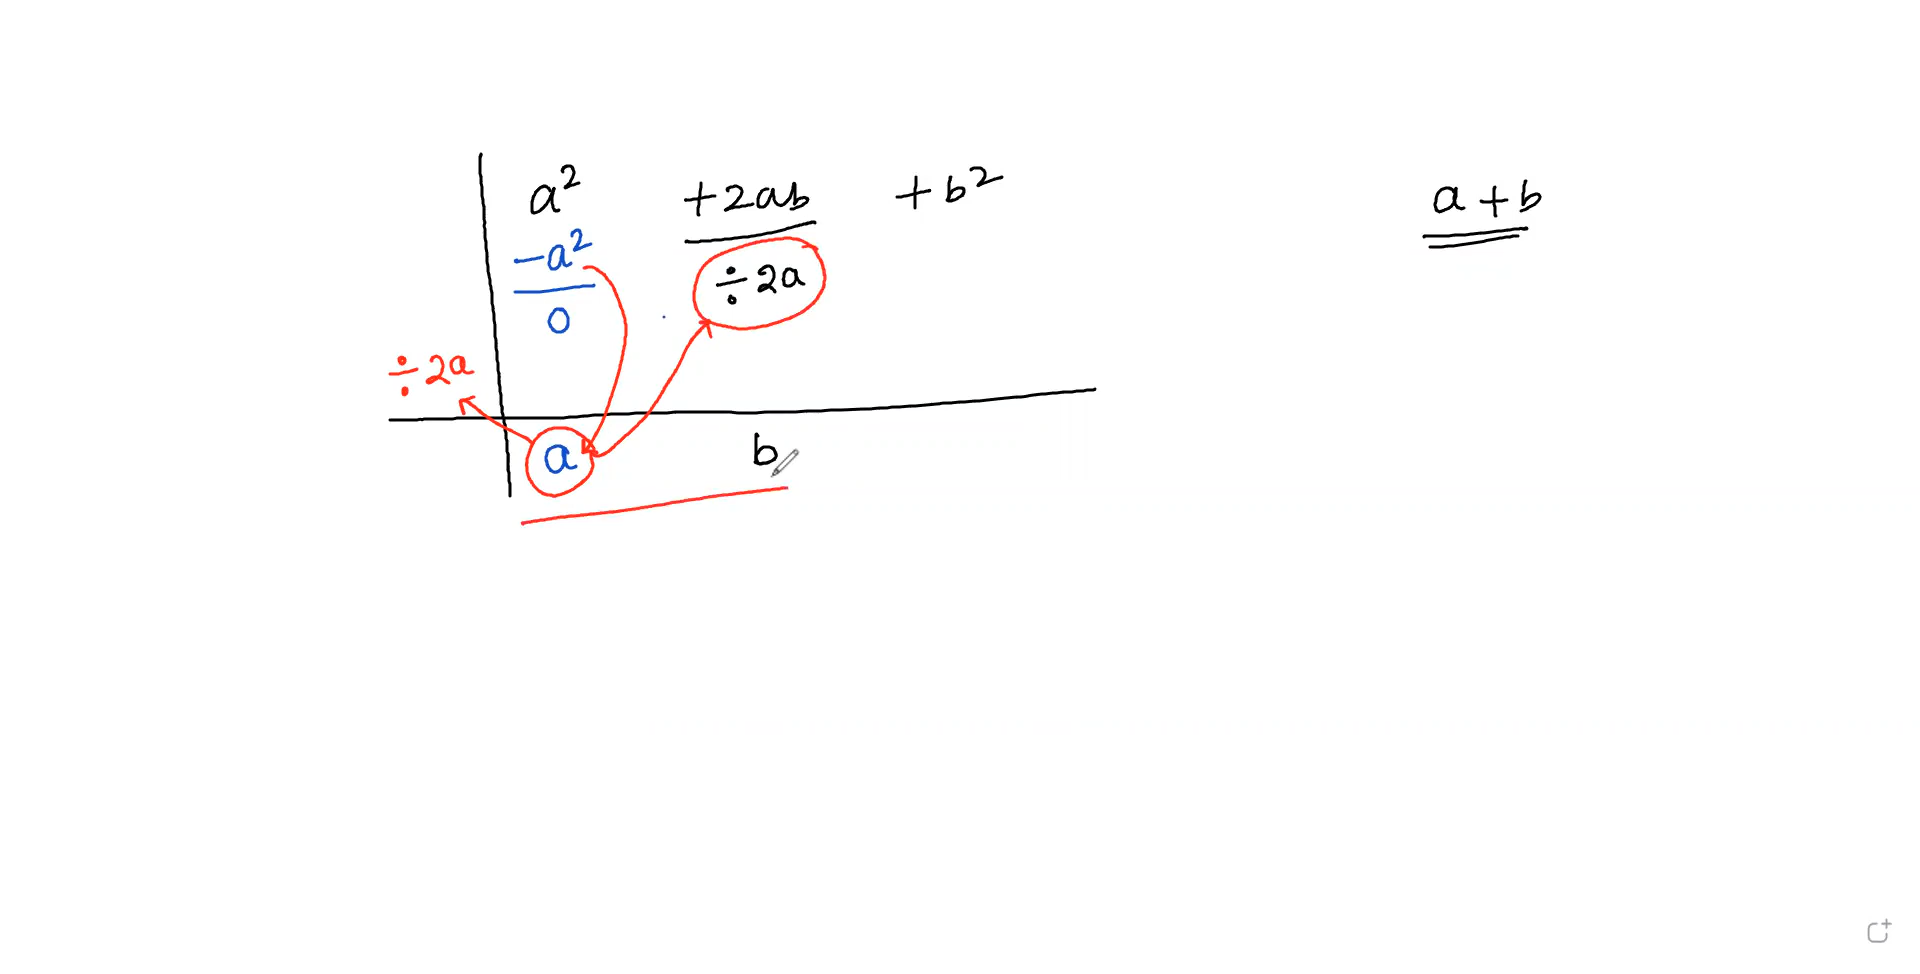 a² +2ab +b² a+b
-a² ÷2a
0
÷2a
a b